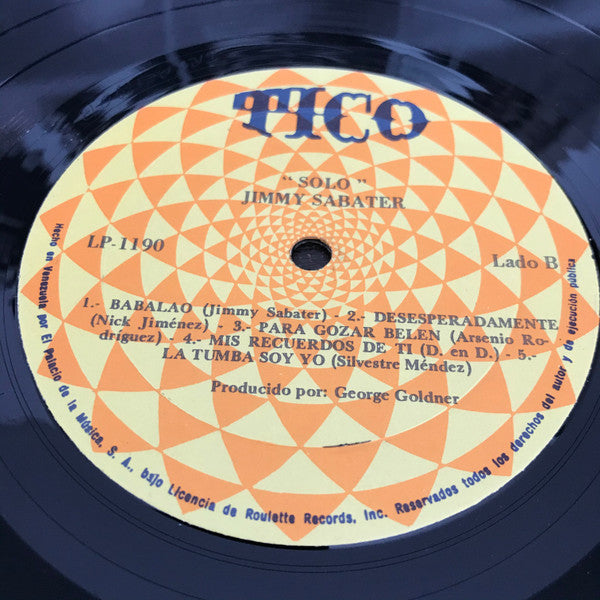 TICO
" SOLO "
JIMMY SABATER
LP-1190
Lado B
1.- BABALAO (Jimmy Sabater) - 2.- DESESPERADAMENTE
(Nick Jiménez) - 3.- PARA GOZAR BELEN (Arsenio Ro-
dríguez) - 4.- MIS RECUERDOS DE TI (D. en D.) - 5.-
LA TUMBA SOY YO (Silvestre Méndez)
Producido por: George Goldner
Hecho en Venezuela por El Palacio de la Música, S. A., bajo Licencia de Roulette Records, Inc. Reservados todos los derechos del autor y de ejecución pública